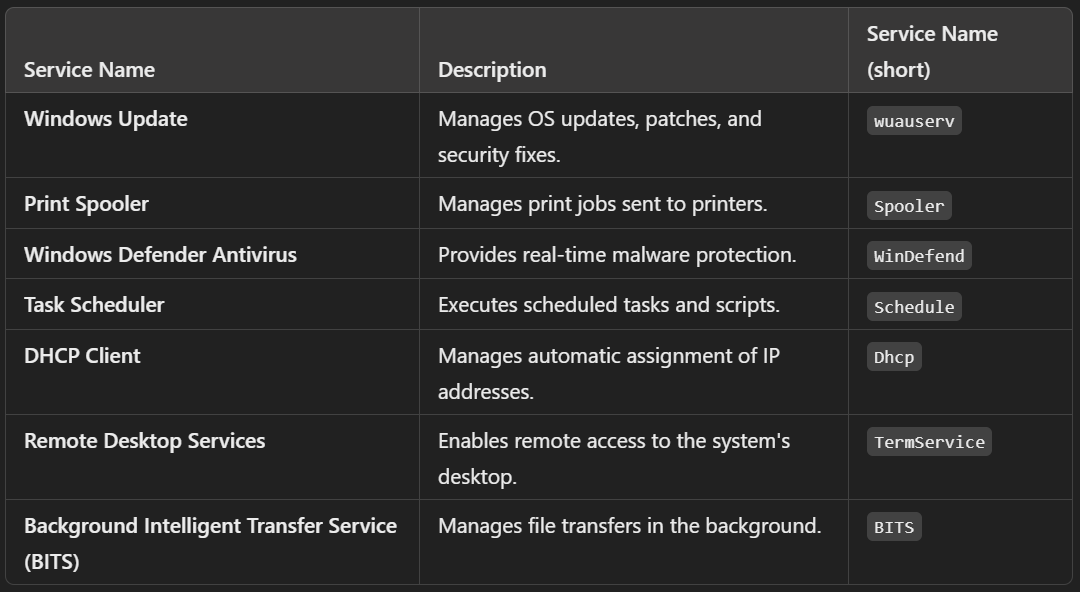 Service Name Description Service Name (short)
Windows Update Manages OS updates, patches, and security fixes. wuauserv
Print Spooler Manages print jobs sent to printers. Spooler
Windows Defender Antivirus Provides real-time malware protection. WinDefend
Task Scheduler Executes scheduled tasks and scripts. Schedule
DHCP Client Manages automatic assignment of IP addresses. Dhcp
Remote Desktop Services Enables remote access to the system's desktop. TermService
Background Intelligent Transfer Service (BITS) Manages file transfers in the background. BITS